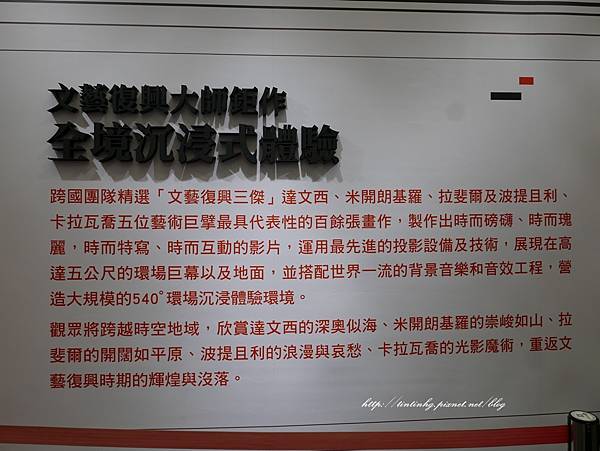 文藝復興大師鉅作
全境沉浸式體驗
跨國團隊精選「文藝復興三傑」達文西、米開朗基羅、拉斐爾及波提且利、
卡拉瓦喬五位藝術巨擘最具代表性的百餘張畫作，製作出時而磅礴、時而瑰
麗，時而特寫、時而互動的影片，運用最先進的投影設備及技術，展現在高
達五公尺的環場巨幕以及地面，並搭配世界一流的背景音樂和音效工程，營
造大規模的540°環場沉浸體驗環境。
觀眾將跨越時空地域，欣賞達文西的深奧似海、米開朗基羅的崇峻如山、拉
斐爾的開闊如平原、波提且利的浪漫與哀愁、卡拉瓦喬的光影魔術，重返文
藝復興時期的輝煌與沒落。
http://tintinhg.pixnet.net/blog